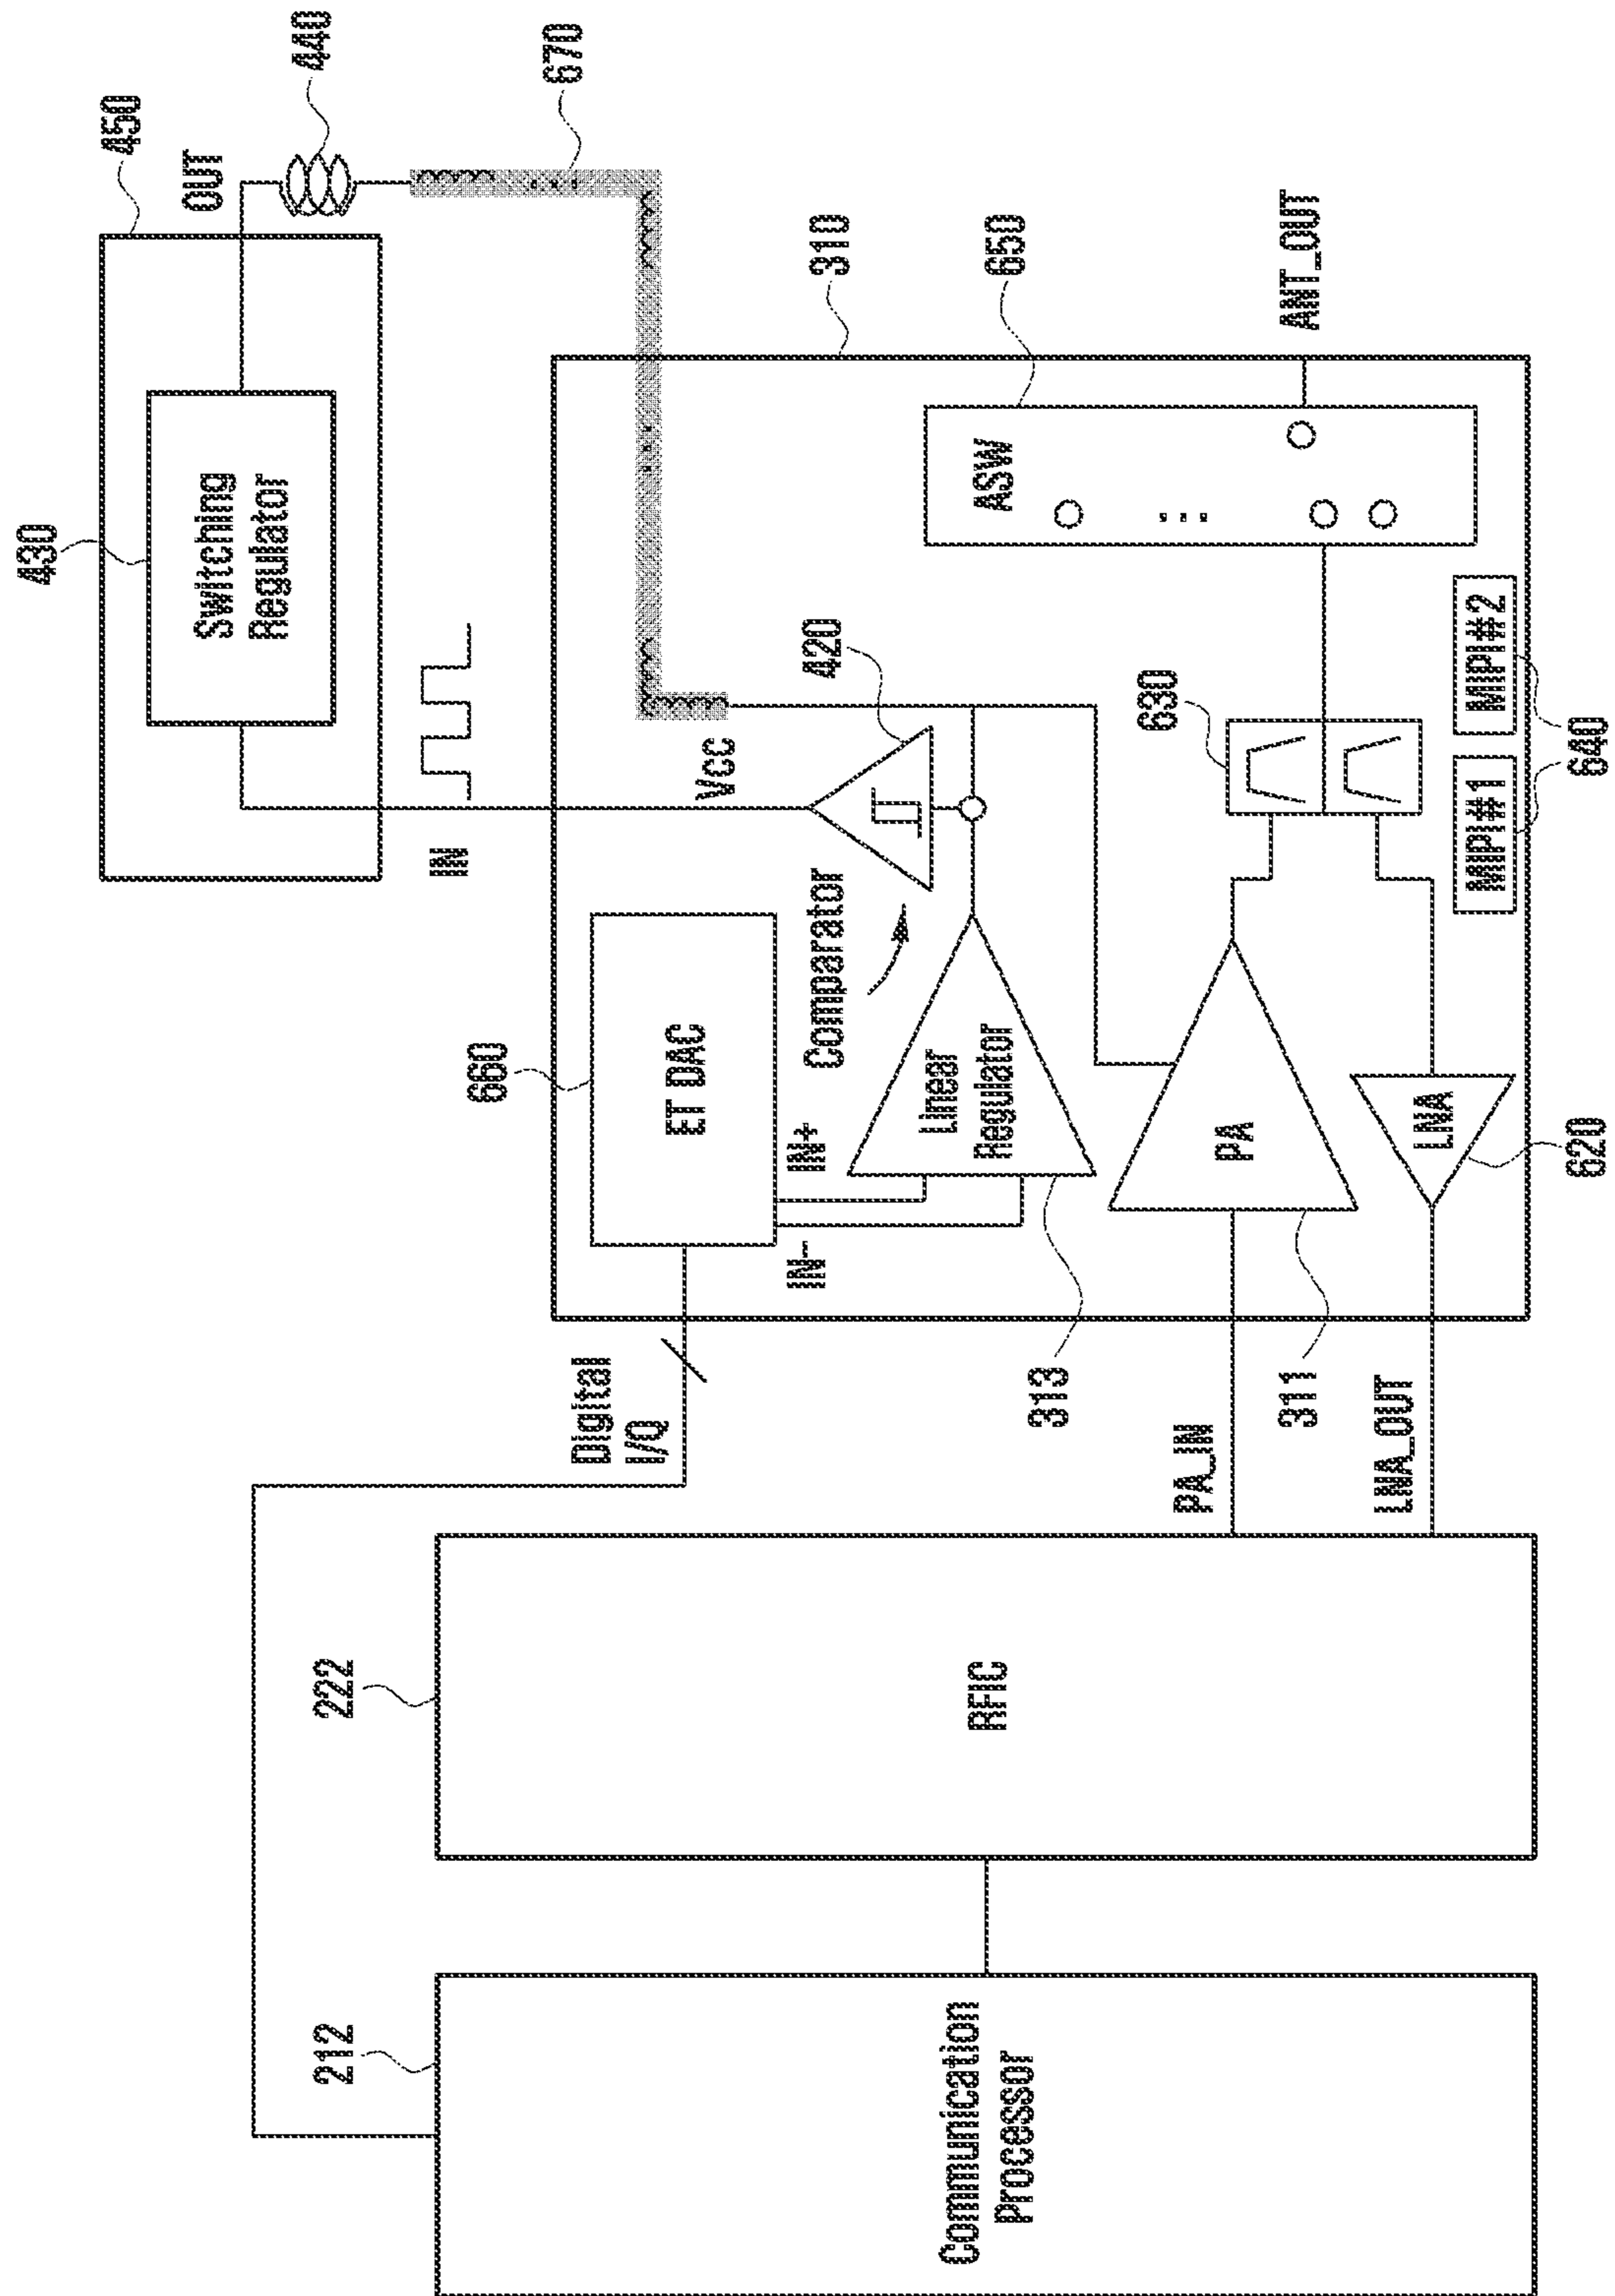 430
450
Switching
Regulator
OUT
440
670
IN
Vcc
310
660
ET DAC
Comparator
420
650
ASW
ANT_OUT
IN+
IN-
Linear
Regulator
630
MIPI#1
MIPI#2
640
PA
LNA
620
Digital
I/Q
313
311
PA_IN
LNA_OUT
222
RFIC
212
Communication
Processor